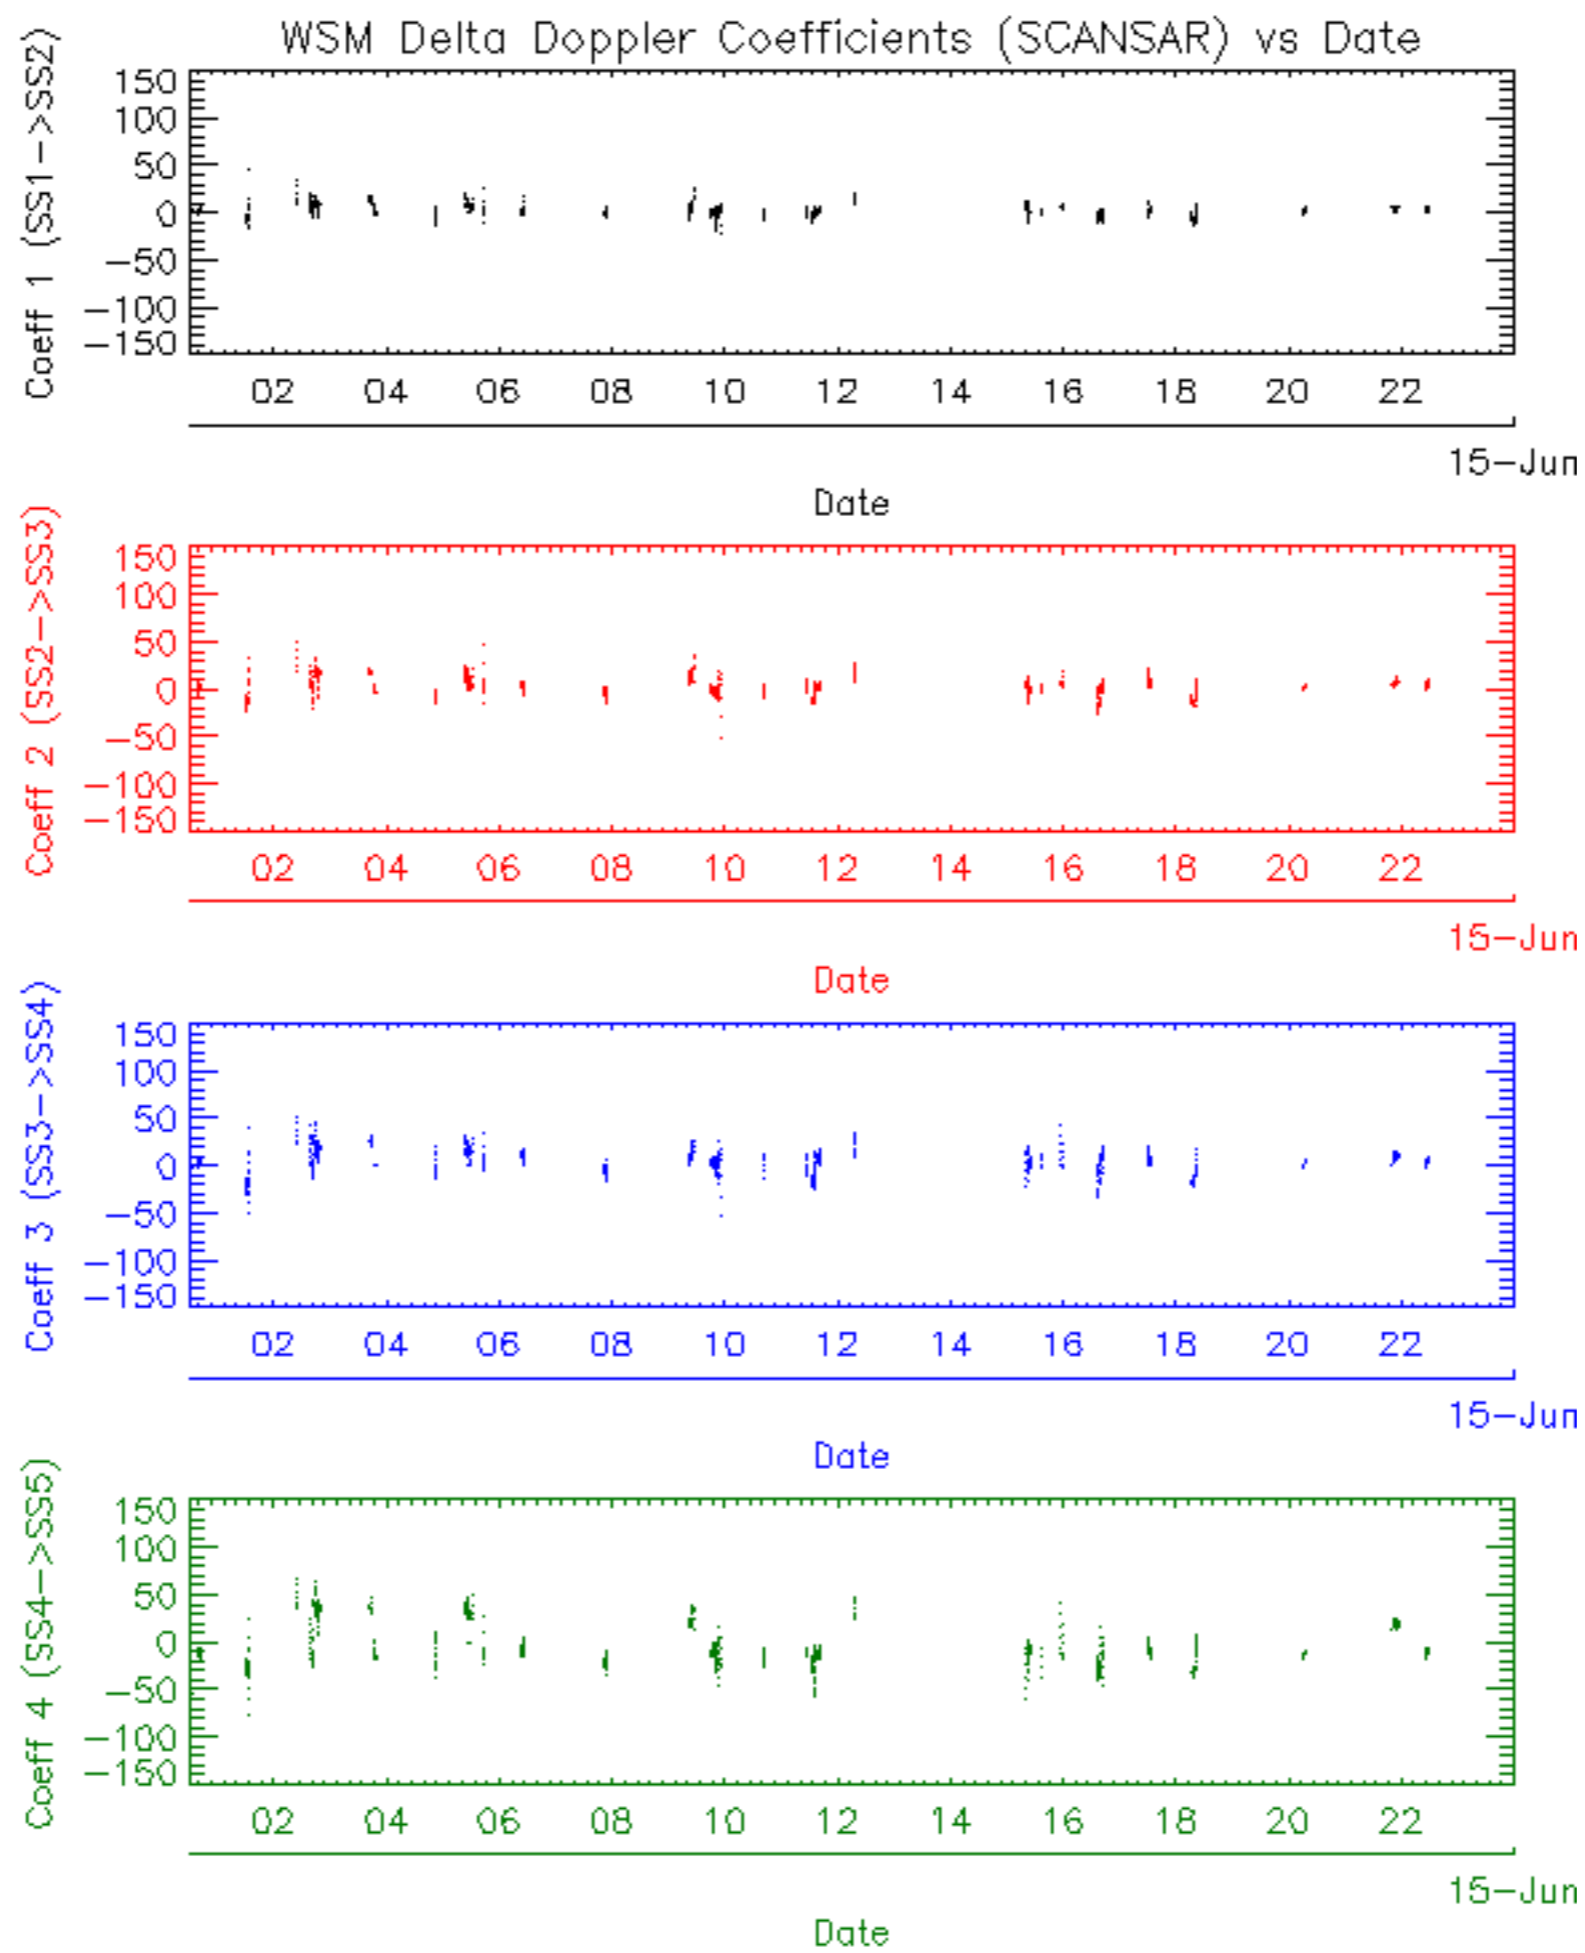 WSM Delta Doppler Coefficients (SCANSAR) vs Date
Coeff 1 (SS1->SS2)
150
100
50
0
-50
-100
-150
02 04 06 08 10 12 14 16 18 20 22
15-Jun
Date
Coeff 2 (SS2->SS3)
150
100
50
0
-50
-100
-150
02 04 06 08 10 12 14 16 18 20 22
15-Jun
Date
Coeff 3 (SS3->SS4)
150
100
50
0
-50
-100
-150
02 04 06 08 10 12 14 16 18 20 22
15-Jun
Date
Coeff 4 (SS4->SS5)
150
100
50
0
-50
-100
-150
02 04 06 08 10 12 14 16 18 20 22
15-Jun
Date